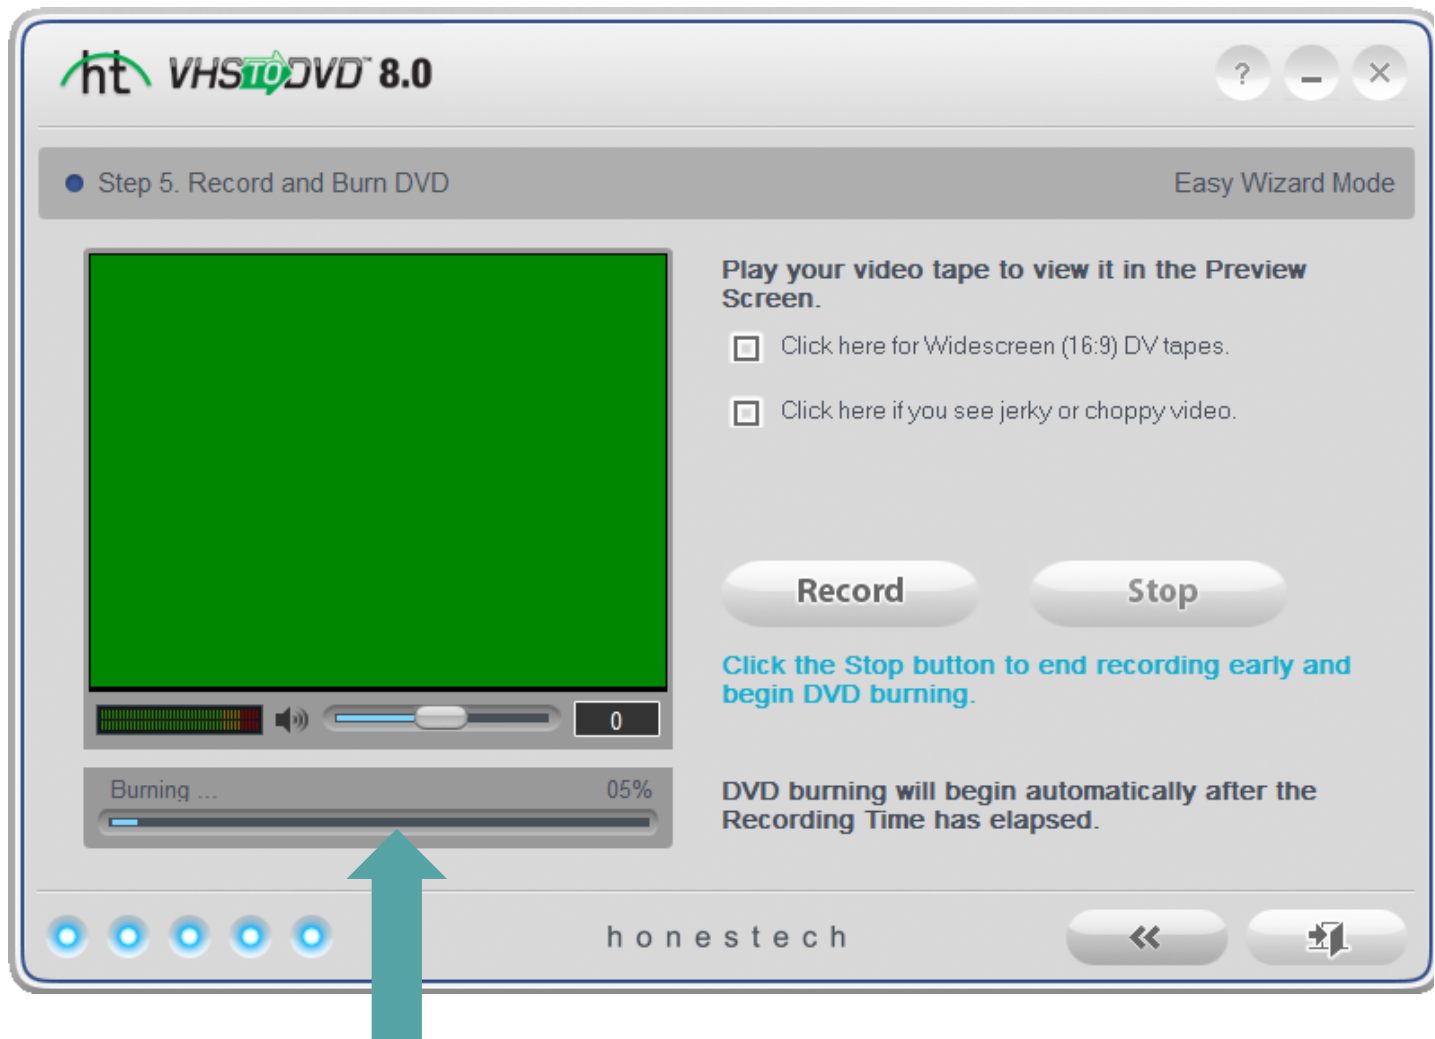 ht VHSTODVD™ 8.0
?
Step 5. Record and Burn DVD
Easy Wizard Mode
Play your video tape to view it in the Preview
Screen.
Click here for Widescreen (16:9) DV tapes.
Click here if you see jerky or choppy video.
Record
Stop
Click the Stop button to end recording early and
begin DVD burning.
0
Burning ...
05%
DVD burning will begin automatically after the
Recording Time has elapsed.
honestech